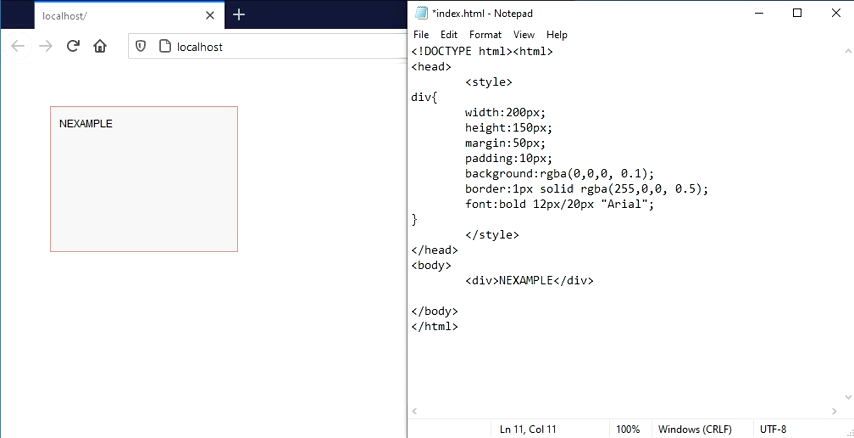 localhost/
localhost
NEXAMPLE
*index.html - Notepad
File Edit Format View Help
<!DOCTYPE html><html>
<head>
<style>
div{
width:200px;
height:150px;
margin:50px;
padding:10px;
background:rgba(0,0,0, 0.1);
border:1px solid rgba(255,0,0, 0.5);
font:bold 12px/20px "Arial";
}
</style>
</head>
<body>
<div>NEXAMPLE</div>
</body>
</html>
Ln 11, Col 11 100% Windows (CRLF) UTF-8